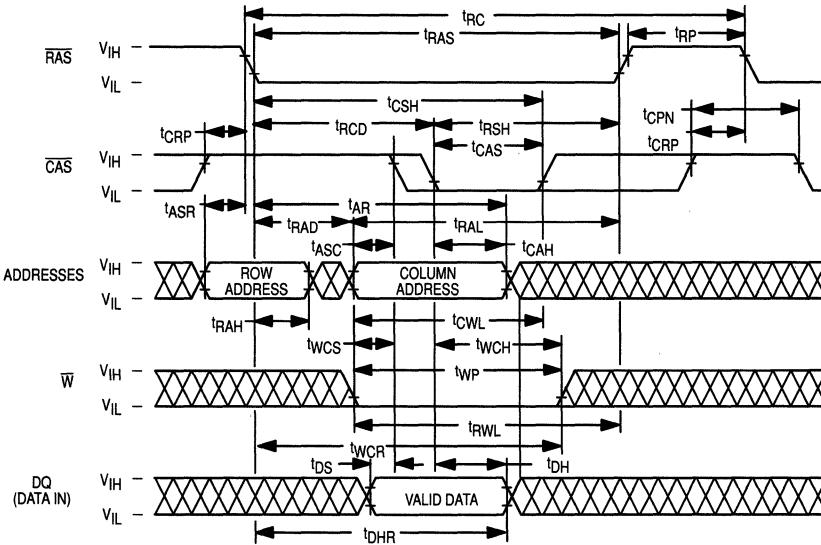 tRC
tRAS
tRP
RAS
VIH
VIL
tCSH
tRCD
tRSH
tCPN
tCRP
tCAS
tCRP
CAS
VIH
VIL
tASR
tAR
tRAD
tRAL
tASC
tCAH
ADDRESSES
VIH
VIL
ROW ADDRESS
COLUMN ADDRESS
tRAH
tCWL
tWCS
tWCH
W
VIH
VIL
tWP
tRWL
tWCR
tDS
tDH
DQ
(DATA IN)
VIH
VIL
VALID DATA
tDHR